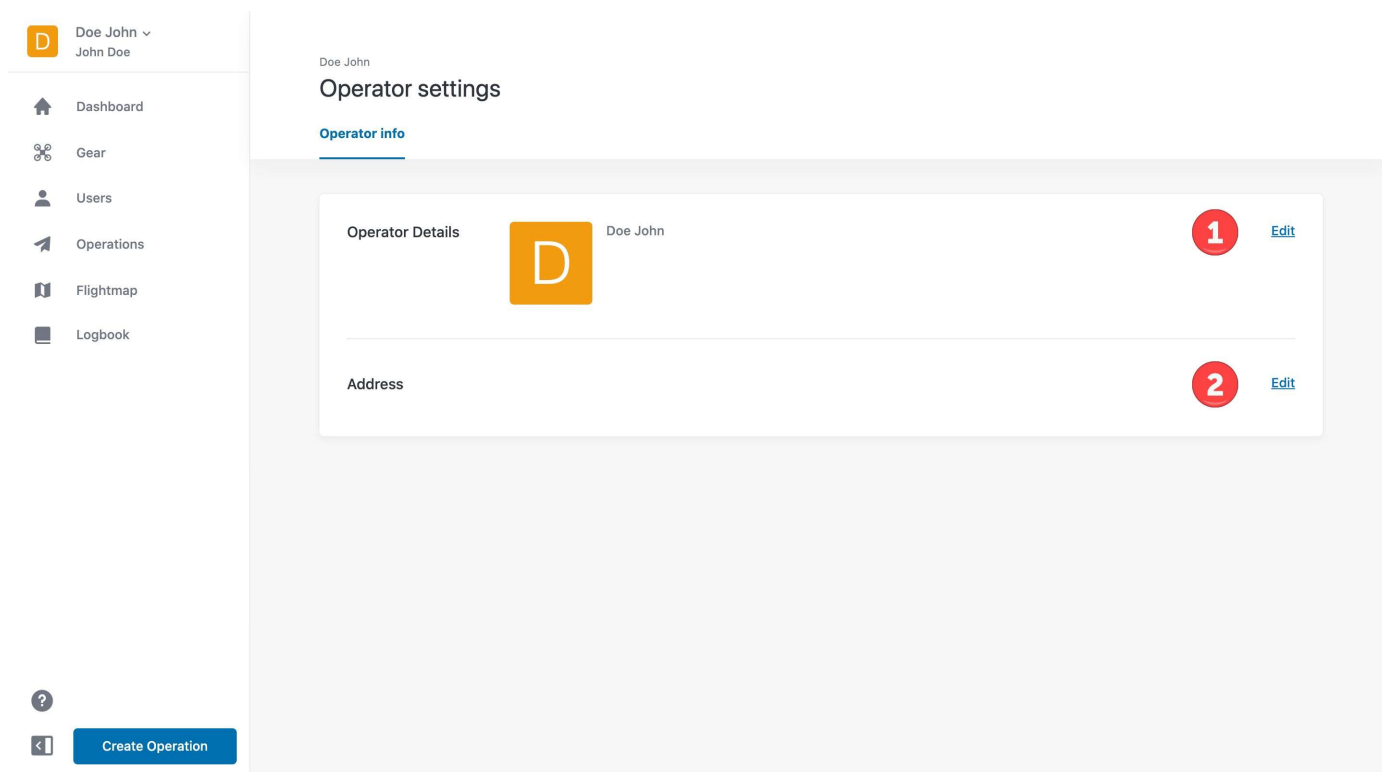 D
Doe John
John Doe
Dashboard
Gear
Users
Operations
Flightmap
Logbook
?
Create Operation
Doe John
Operator settings
Operator info
Operator Details
D
Doe John
1
Edit
Address
2
Edit